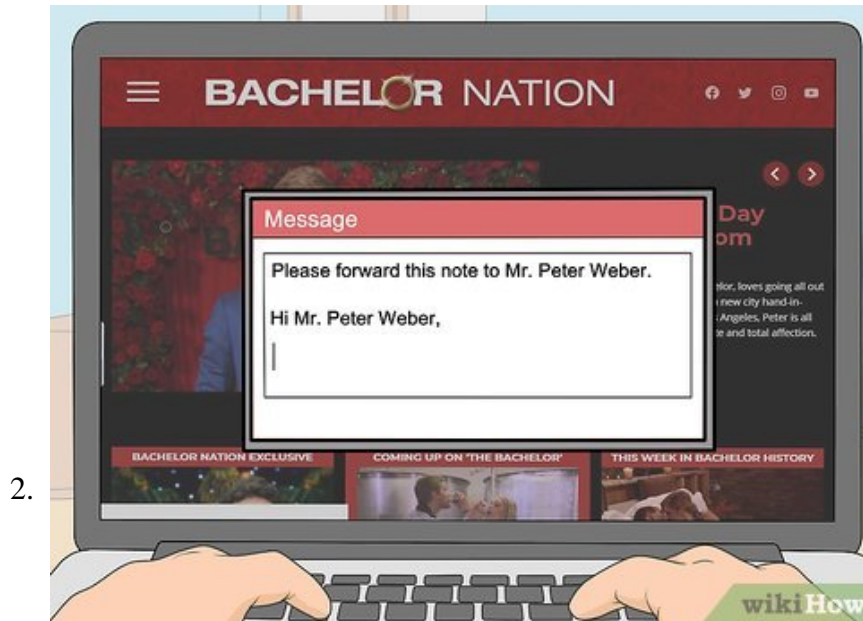 BACHELOR NATION
Day
om
elor, loves going all out
new city hand-in-
Angeles, Peter is all
te and total affection.
Message
Please forward this note to Mr. Peter Weber.
Hi Mr. Peter Weber,
BACHELOR NATION EXCLUSIVE
COMING UP ON 'THE BACHELOR'
THIS WEEK IN BACHELOR HISTORY
2.
wikiHow